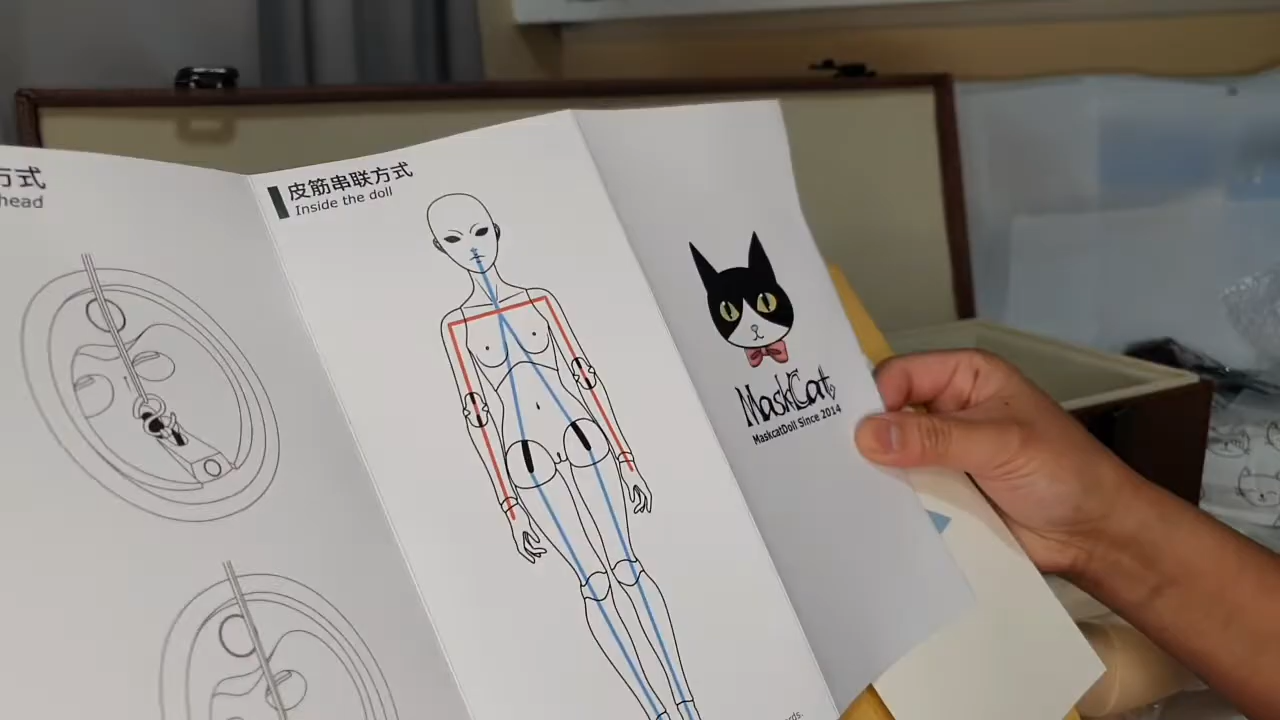 方式
head
皮筋串联方式
Inside the doll
MaskCat
MaskcatDoll Since 2014